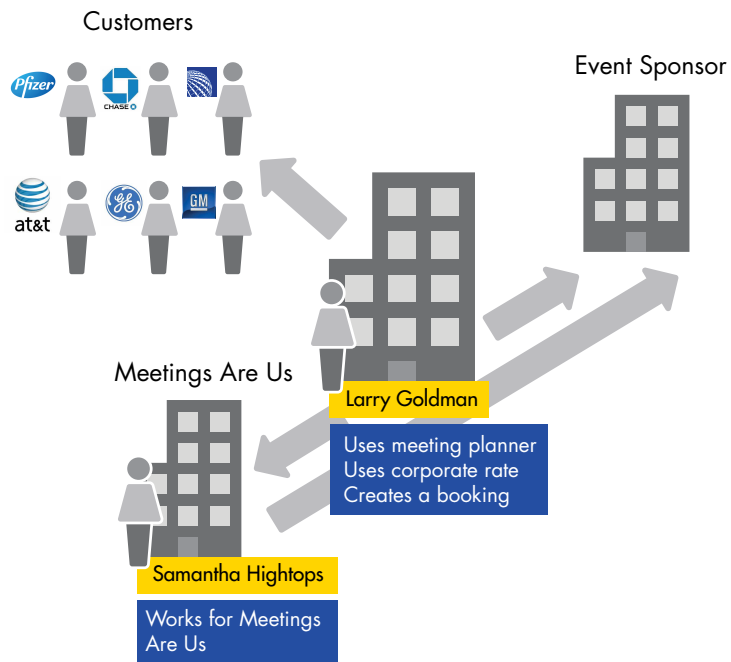 Customers
Pfizer
CHASE
Event Sponsor
at&t
GE
GM
Meetings Are Us
Larry Goldman
Uses meeting planner
Uses corporate rate
Creates a booking
Samantha Hightops
Works for Meetings
Are Us